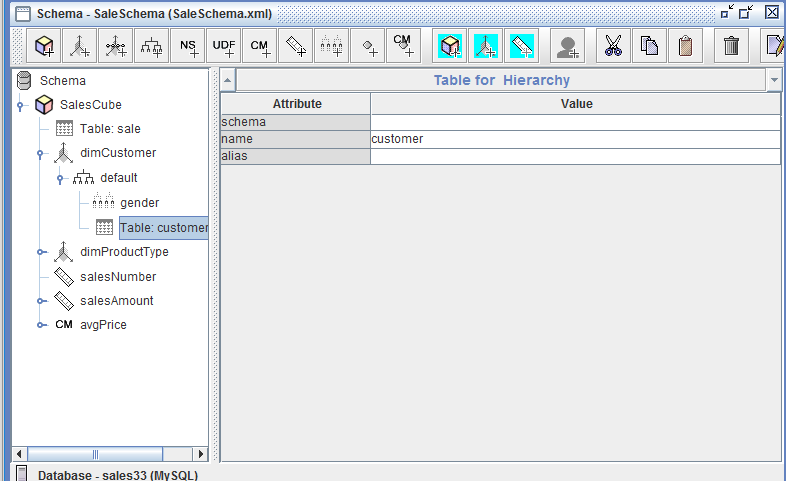 Schema - SaleSchema (SaleSchema.xml)
NS UDF CM CM
Schema
SalesCube
Table: sale
dimCustomer
default
gender
Table: customer
dimProductType
salesNumber
salesAmount
CM avgPrice
Table for Hierarchy
Attribute Value
schema
name customer
alias
Database - sales33 (MySQL)